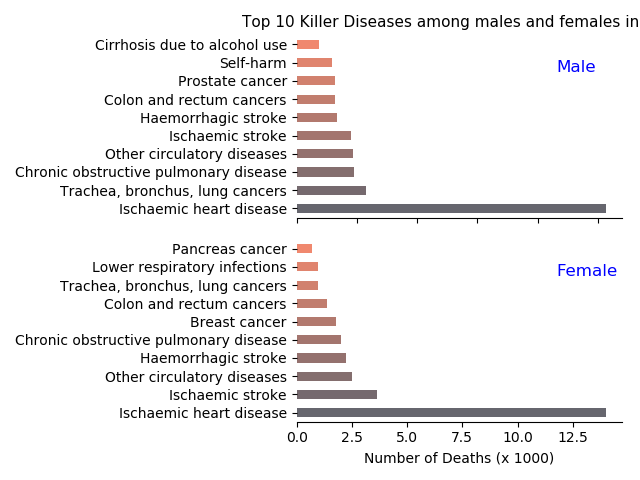 Top 10 Killer Diseases among males and females in
Cirrhosis due to alcohol use
Self-harm
Male
Prostate cancer
Colon and rectum cancers
Haemorrhagic stroke
Ischaemic stroke
Other circulatory diseases
Chronic obstructive pulmonary disease
Trachea, bronchus, lung cancers
Ischaemic heart disease
Pancreas cancer
Lower respiratory infections
Female
Trachea, bronchus, lung cancers
Colon and rectum cancers
Breast cancer
Chronic obstructive pulmonary disease
Haemorrhagic stroke
Other circulatory diseases
Ischaemic stroke
Ischaemic heart disease
0.0 2.5 5.0 7.5 10.0 12.5
Number of Deaths (x 1000)